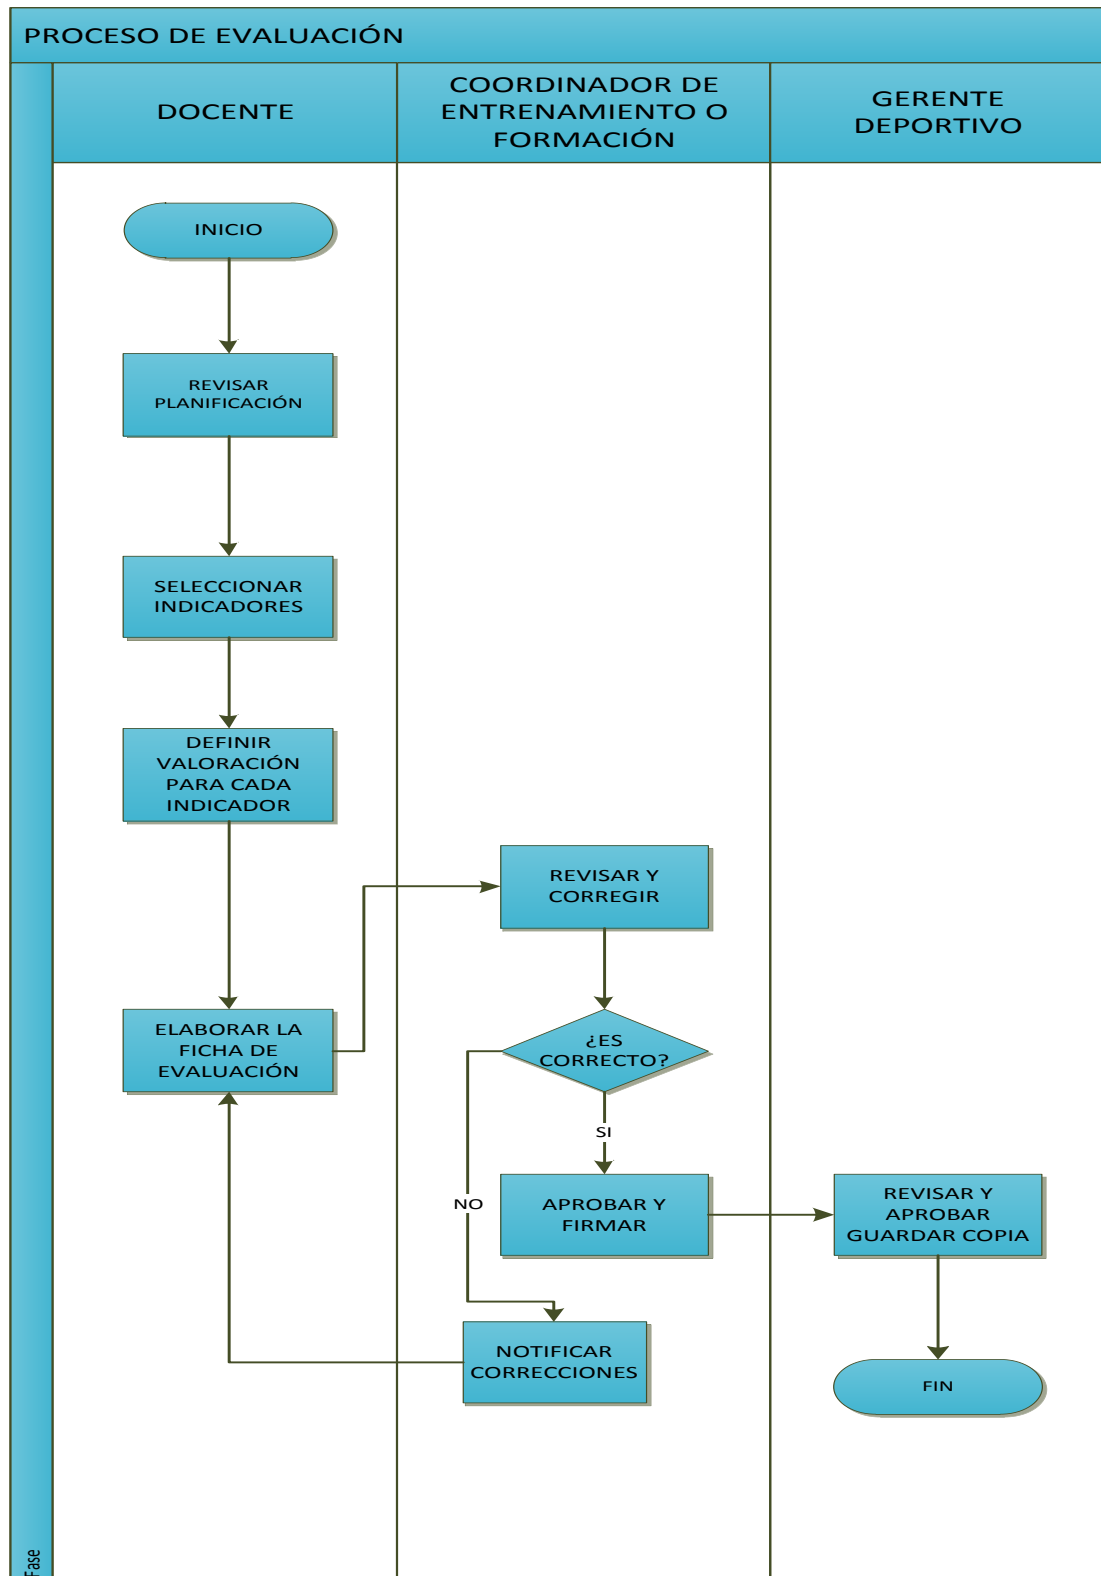 PROCESO DE EVALUACIÓN
DOCENTE
COORDINADOR DE
ENTRENAMIENTO O
FORMACIÓN
GERENTE
DEPORTIVO
INICIO
REVISAR
PLANIFICACIÓN
SELECCIONAR
INDICADORES
DEFINIR
VALORACIÓN
PARA CADA
INDICADOR
ELABORAR LA
FICHA DE
EVALUACIÓN
REVISAR Y
CORREGIR
¿ES
CORRECTO?
SI
NO
APROBAR Y
FIRMAR
NOTIFICAR
CORRECCIONES
REVISAR Y
APROBAR
GUARDAR COPIA
FIN
Fase